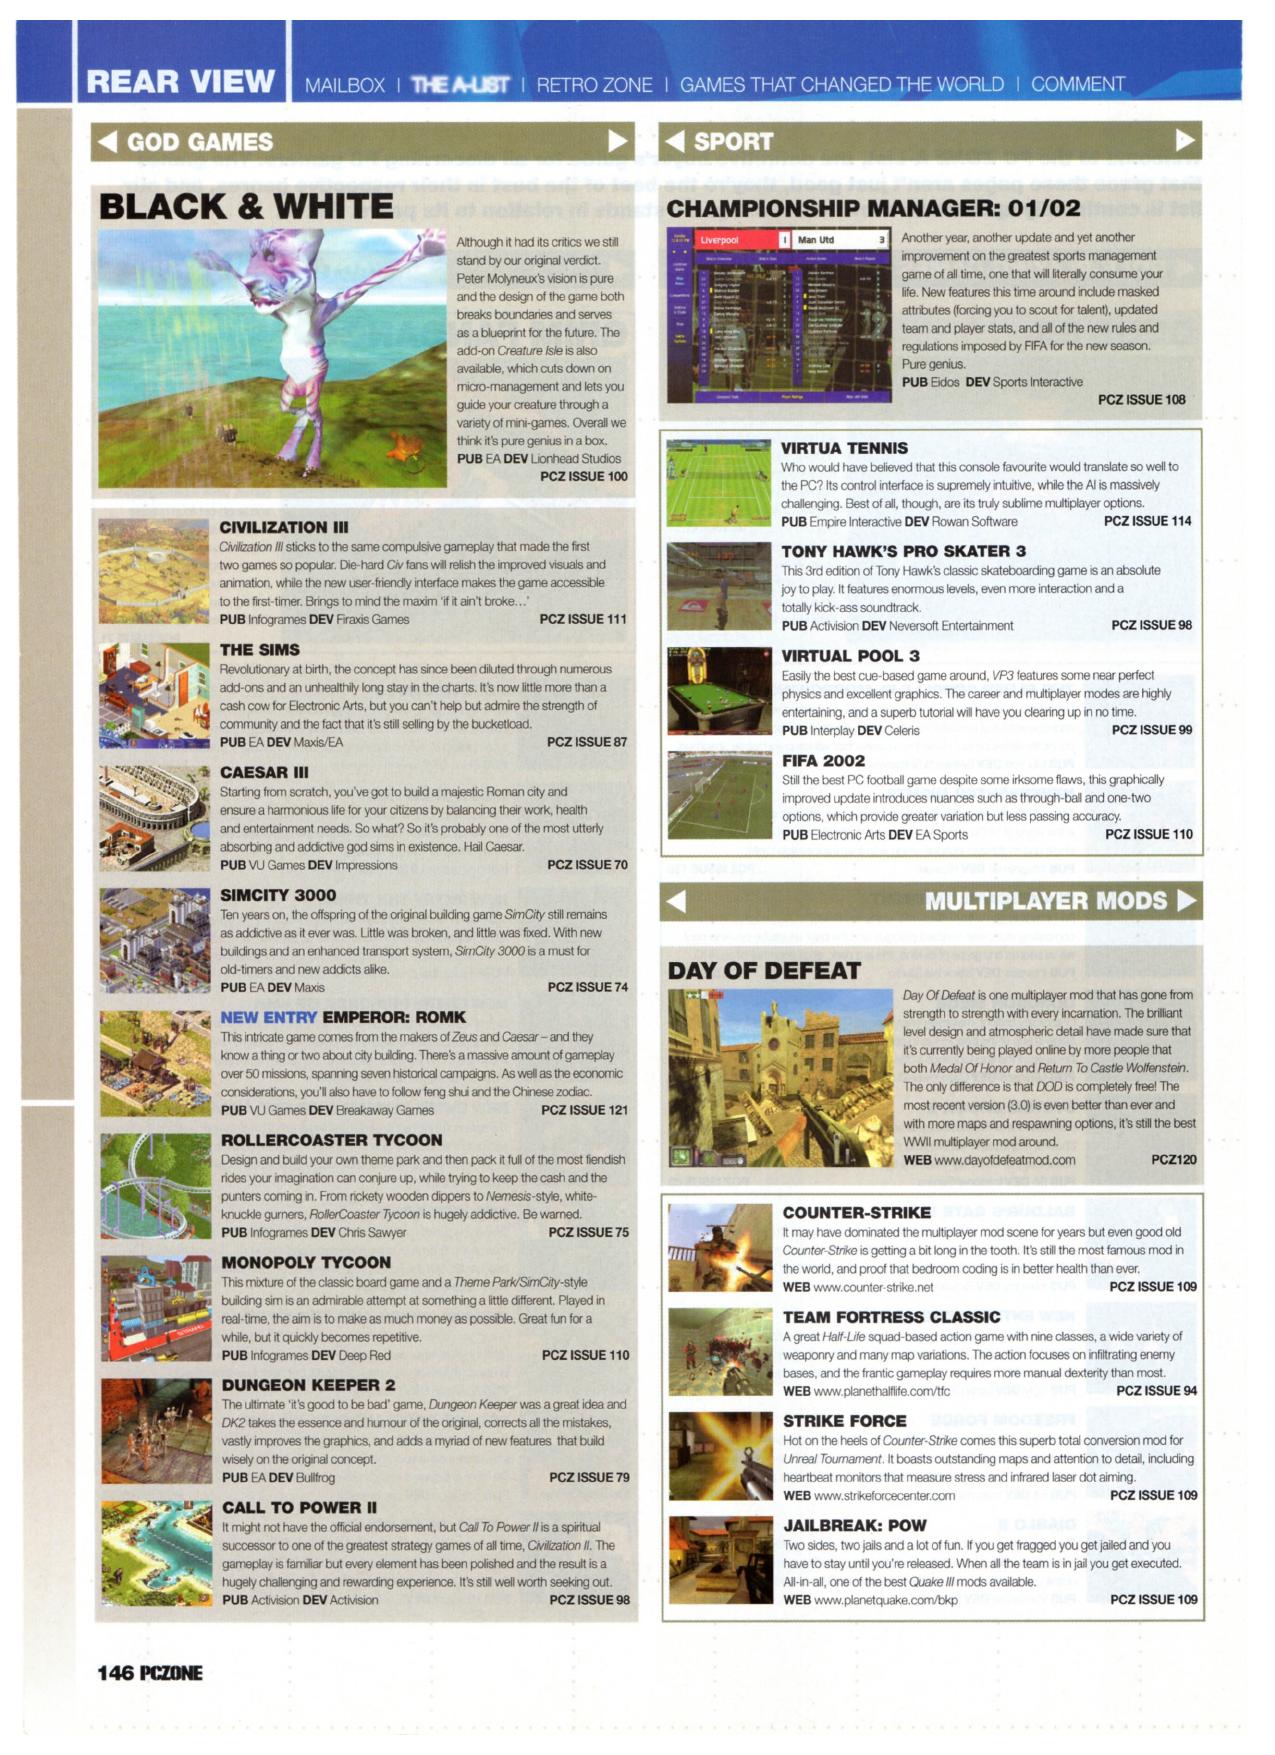 REAR VIEW
MAILBOX | THE A-LIST | RETRO ZONE | GAMES THAT CHANGED THE WORLD | COMMENT
GOD GAMES
BLACK & WHITE
Although it had its critics we still
stand by our original verdict.
Peter Molyneux's vision is pure
and the design of the game both
breaks boundaries and serves
as a blueprint for the future. The
add-on Creature Isle is also
available, which cuts down on
micro-management and lets you
guide your creature through a
variety of mini-games. Overall we
think it's pure genius in a box.
PUB EA DEV Lionhead Studios
PCZ ISSUE 100
CIVILIZATION III
Civilization III sticks to the same compulsive gameplay that made the first
two games so popular. Die-hard Civ fans will relish the improved visuals and
animation, while the new user-friendly interface makes the game accessible
to the first-timer. Brings to mind the maxim 'if it ain't broke...'
PUB Infogrames DEV Firaxis Games PCZ ISSUE 111
THE SIMS
Revolutionary at birth, the concept has since been diluted through numerous
add-ons and an unhealthily long stay in the charts. It's now little more than a
cash cow for Electronic Arts, but you can't help but admire the strength of
community and the fact that it's still selling by the bucketload.
PUB EA DEV Maxis/EA PCZ ISSUE 87
CAESAR III
Starting from scratch, you've got to build a majestic Roman city and
ensure a harmonious life for your citizens by balancing their work, health
and entertainment needs. So what? So it's probably one of the most utterly
absorbing and addictive god sims in existence. Hail Caesar.
PUB VU Games DEV Impressions PCZ ISSUE 70
SIMCITY 3000
Ten years on, the offspring of the original building game SimCity still remains
as addictive as it ever was. Little was broken, and little was fixed. With new
buildings and an enhanced transport system, SimCity 3000 is a must for
old-timers and new addicts alike.
PUB EA DEV Maxis PCZ ISSUE 74
NEW ENTRY EMPEROR: ROMK
This intricate game comes from the makers of Zeus and Caesar – and they
know a thing or two about city building. There's a massive amount of gameplay
over 50 missions, spanning seven historical campaigns. As well as the economic
considerations, you'll also have to follow feng shui and the Chinese zodiac.
PUB VU Games DEV Breakaway Games PCZ ISSUE 121
ROLLERCOASTER TYCOON
Design and build your own theme park and then pack it full of the most fiendish
rides your imagination can conjure up, while trying to keep the cash and the
punters coming in. From rickety wooden dippers to Nemesis-style, white-
knuckle gurners, RollerCoaster Tycoon is hugely addictive. Be warned.
PUB Infogrames DEV Chris Sawyer PCZ ISSUE 75
MONOPOLY TYCOON
This mixture of the classic board game and a Theme Park/SimCity-style
building sim is an admirable attempt at something a little different. Played in
real-time, the aim is to make as much money as possible. Great fun for a
while, but it quickly becomes repetitive.
PUB Infogrames DEV Deep Red PCZ ISSUE 110
DUNGEON KEEPER 2
The ultimate 'it's good to be bad' game, Dungeon Keeper was a great idea and
DK2 takes the essence and humour of the original, corrects all the mistakes,
vastly improves the graphics, and adds a myriad of new features that build
wisely on the original concept.
PUB EA DEV Bullfrog PCZ ISSUE 79
CALL TO POWER II
It might not have the official endorsement, but Call To Power II is a spiritual
successor to one of the greatest strategy games of all time, Civilization II. The
gameplay is familiar but every element has been polished and the result is a
hugely challenging and rewarding experience. It's still well worth seeking out.
PUB Activision DEV Activision PCZ ISSUE 98
SPORT
CHAMPIONSHIP MANAGER: 01/02
Liverpool 1 Man Utd 3
Another year, another update and yet another
improvement on the greatest sports management
game of all time, one that will literally consume your
life. New features this time around include masked
attributes (forcing you to scout for talent), updated
team and player stats, and all of the new rules and
regulations imposed by FIFA for the new season.
Pure genius.
PUB Eidos DEV Sports Interactive
PCZ ISSUE 108
VIRTUA TENNIS
Who would have believed that this console favourite would translate so well to
the PC? Its control interface is supremely intuitive, while the AI is massively
challenging. Best of all, though, are its truly sublime multiplayer options.
PUB Empire Interactive DEV Rowan Software PCZ ISSUE 114
TONY HAWK'S PRO SKATER 3
This 3rd edition of Tony Hawk's classic skateboarding game is an absolute
joy to play. It features enormous levels, even more interaction and a
totally kick-ass soundtrack.
PUB Activision DEV Neversoft Entertainment PCZ ISSUE 98
VIRTUAL POOL 3
Easily the best cue-based game around, VP3 features some near perfect
physics and excellent graphics. The career and multiplayer modes are highly
entertaining, and a superb tutorial will have you clearing up in no time.
PUB Interplay DEV Celeris PCZ ISSUE 99
FIFA 2002
Still the best PC football game despite some irksome flaws, this graphically
improved update introduces nuances such as through-ball and one-two
options, which provide greater variation but less passing accuracy.
PUB Electronic Arts DEV EA Sports PCZ ISSUE 110
MULTIPLAYER MODS
DAY OF DEFEAT
Day Of Defeat is one multiplayer mod that has gone from
strength to strength with every incarnation. The brilliant
level design and atmospheric detail have made sure that
it's currently being played online by more people that
both Medal Of Honor and Return To Castle Wolfenstein.
The only difference is that DOD is completely free! The
most recent version (3.0) is even better than ever and
with more maps and respawning options, it's still the best
WWII multiplayer mod around.
WEB www.dayofdefeatmod.com PCZ120
COUNTER-STRIKE
It may have dominated the multiplayer mod scene for years but even good old
Counter-Strike is getting a bit long in the tooth. It's still the most famous mod in
the world, and proof that bedroom coding is in better health than ever.
WEB www.counter-strike.net PCZ ISSUE 109
TEAM FORTRESS CLASSIC
A great Half-Life squad-based action game with nine classes, a wide variety of
weaponry and many map variations. The action focuses on infiltrating enemy
bases, and the frantic gameplay requires more manual dexterity than most.
WEB www.planethalflife.com/tfc PCZ ISSUE 94
STRIKE FORCE
Hot on the heels of Counter-Strike comes this superb total conversion mod for
Unreal Tournament. It boasts outstanding maps and attention to detail, including
heartbeat monitors that measure stress and infrared laser dot aiming.
WEB www.strikeforcecenter.com PCZ ISSUE 109
JAILBREAK: POW
Two sides, two jails and a lot of fun. If you get fragged you get jailed and you
have to stay until you're released. When all the team is in jail you get executed.
All-in-all, one of the best Quake III mods available.
WEB www.planetquake.com/bkp PCZ ISSUE 109
146 PCZONE